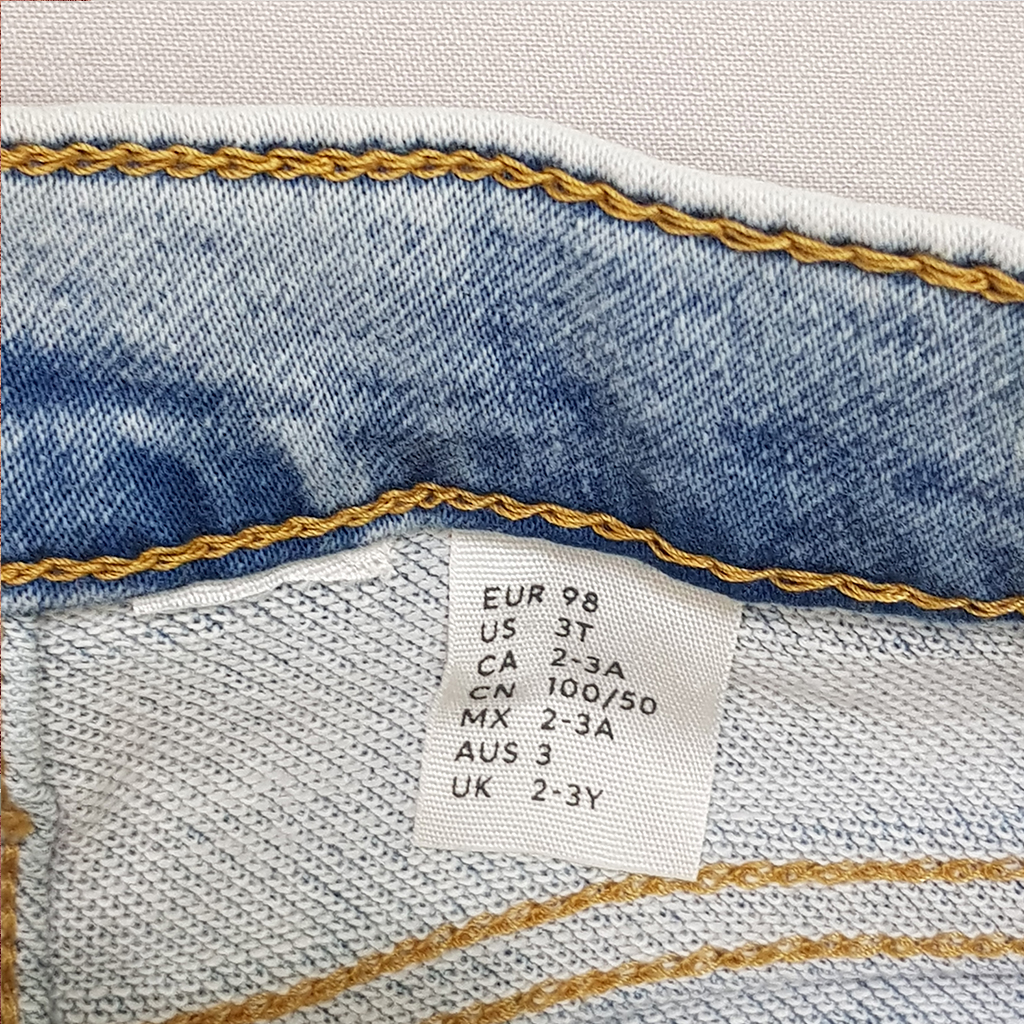 EUR 98
US 3T
CA 2-3A
CN 100/50
MX 2-3A
AUS 3
UK 2-3Y